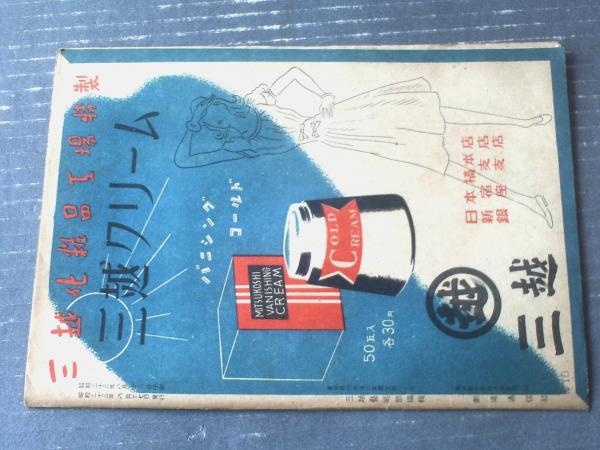 三越化粧品工場特製
三越クリーム
バニシング
コールド
COLD
CREAM
MITSUKOSHI
VANISHING
CREAM
50瓦入
各30円
日本橋本店
新宿支店
銀座支店
越
三越